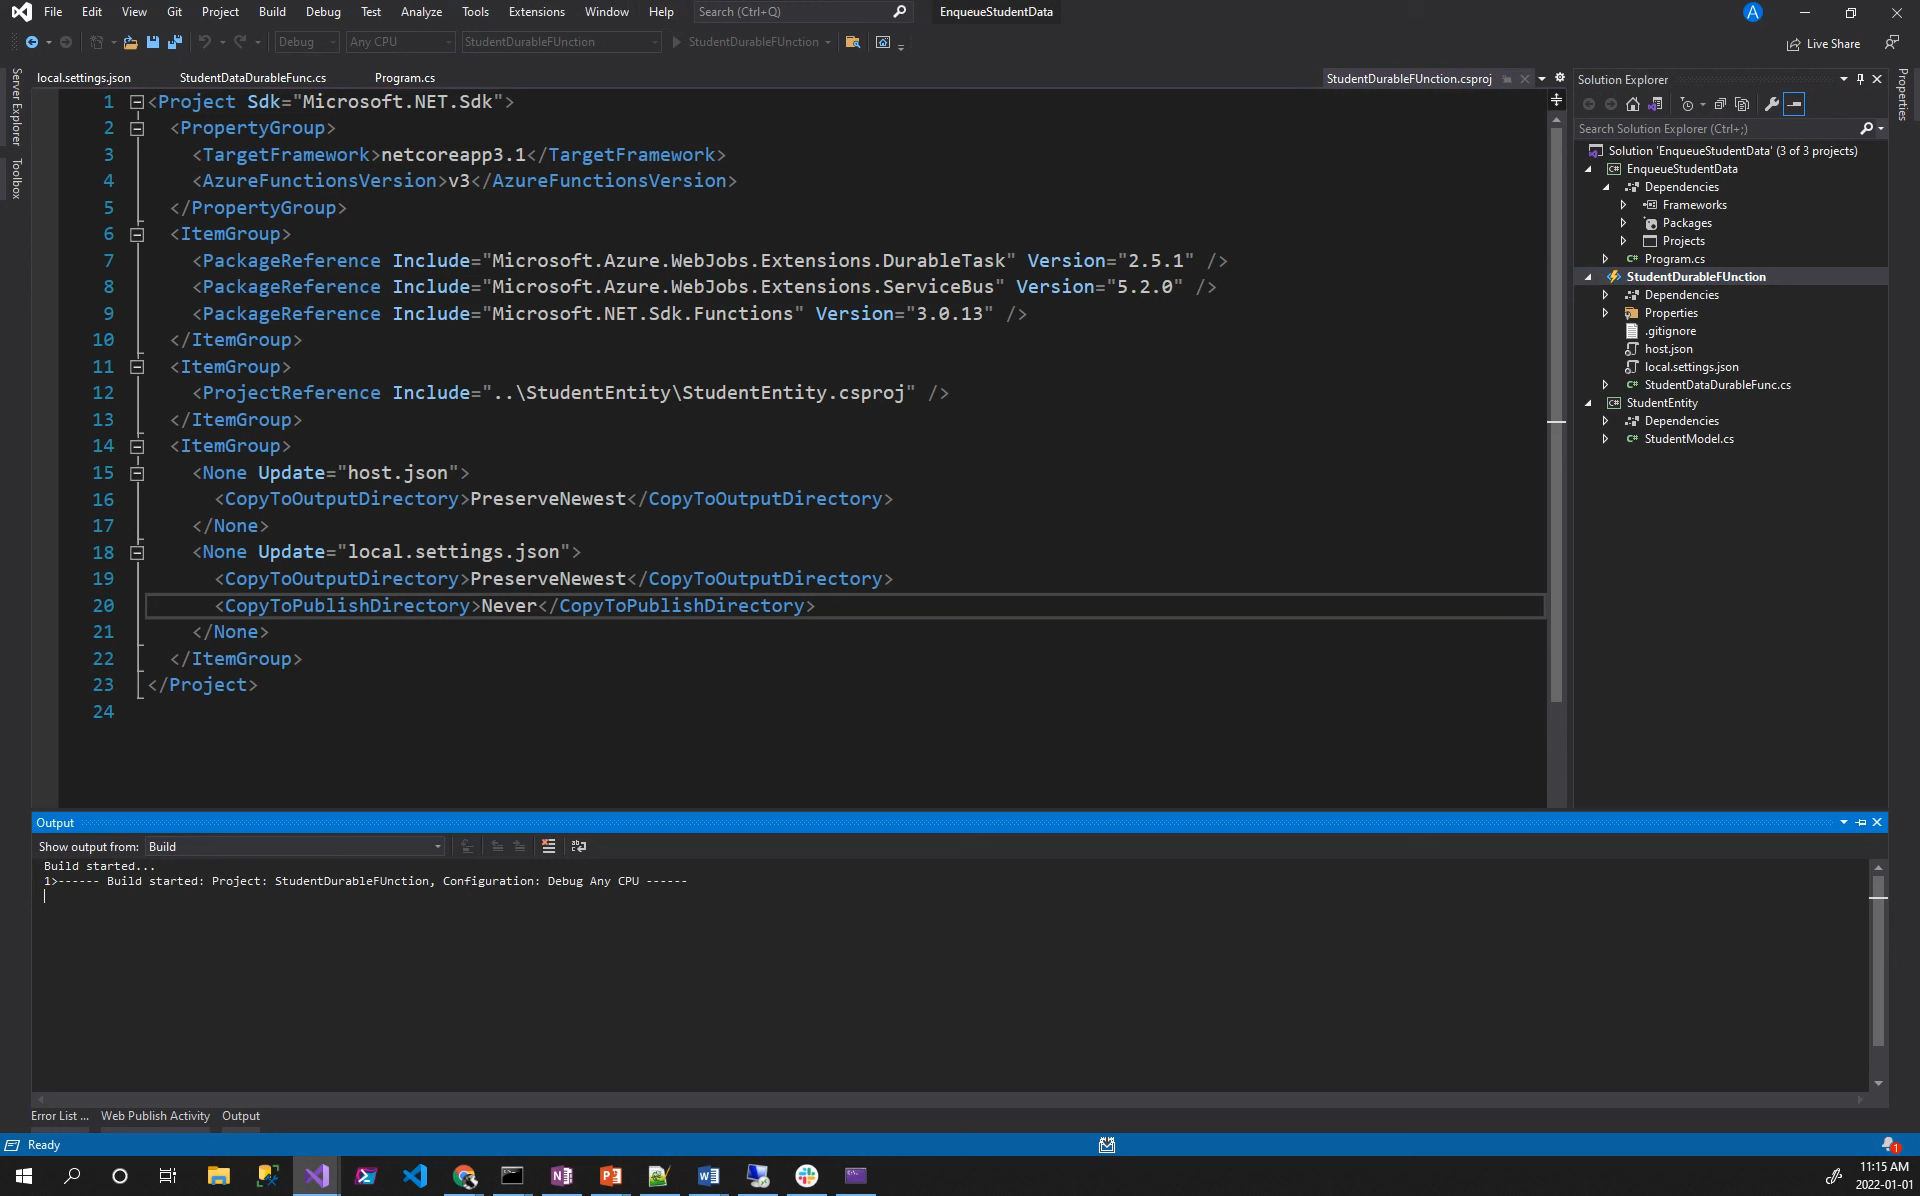 File Edit View Git Project Build Debug Test Analyze Tools Extensions Window Help Search (Ctrl+Q) EnqueueStudentData A
Debug Any CPU StudentDurableFUnction StudentDurableFUnction Live Share
local.settings.json StudentDataDurableFunc.cs Program.cs StudentDurableFUnction.csproj
Server Explorer
Toolbox
1 <Project Sdk="Microsoft.NET.Sdk">
2 <PropertyGroup>
3 <TargetFramework>netcoreapp3.1</TargetFramework>
4 <AzureFunctionsVersion>v3</AzureFunctionsVersion>
5 </PropertyGroup>
6 <ItemGroup>
7 <PackageReference Include="Microsoft.Azure.WebJobs.Extensions.DurableTask" Version="2.5.1" />
8 <PackageReference Include="Microsoft.Azure.WebJobs.Extensions.ServiceBus" Version="5.2.0" />
9 <PackageReference Include="Microsoft.NET.Sdk.Functions" Version="3.0.13" />
10 </ItemGroup>
11 <ItemGroup>
12 <ProjectReference Include="..\StudentEntity\StudentEntity.csproj" />
13 </ItemGroup>
14 <ItemGroup>
15 <None Update="host.json">
16 <CopyToOutputDirectory>PreserveNewest</CopyToOutputDirectory>
17 </None>
18 <None Update="local.settings.json">
19 <CopyToOutputDirectory>PreserveNewest</CopyToOutputDirectory>
20 <CopyToPublishDirectory>Never</CopyToPublishDirectory>
21 </None>
22 </ItemGroup>
23 </Project>
24
Solution Explorer
Search Solution Explorer (Ctrl+;)
Solution 'EnqueueStudentData' (3 of 3 projects)
EnqueueStudentData
Dependencies
Frameworks
Packages
Projects
C# Program.cs
StudentDurableFUnction
Dependencies
Properties
.gitignore
host.json
local.settings.json
C# StudentDataDurableFunc.cs
StudentEntity
Dependencies
C# StudentModel.cs
Properties
Output
Show output from: Build
Build started...
1>------ Build started: Project: StudentDurableFUnction, Configuration: Debug Any CPU ------
Error List ... Web Publish Activity Output
Ready 1
11:15 AM
2022-01-01